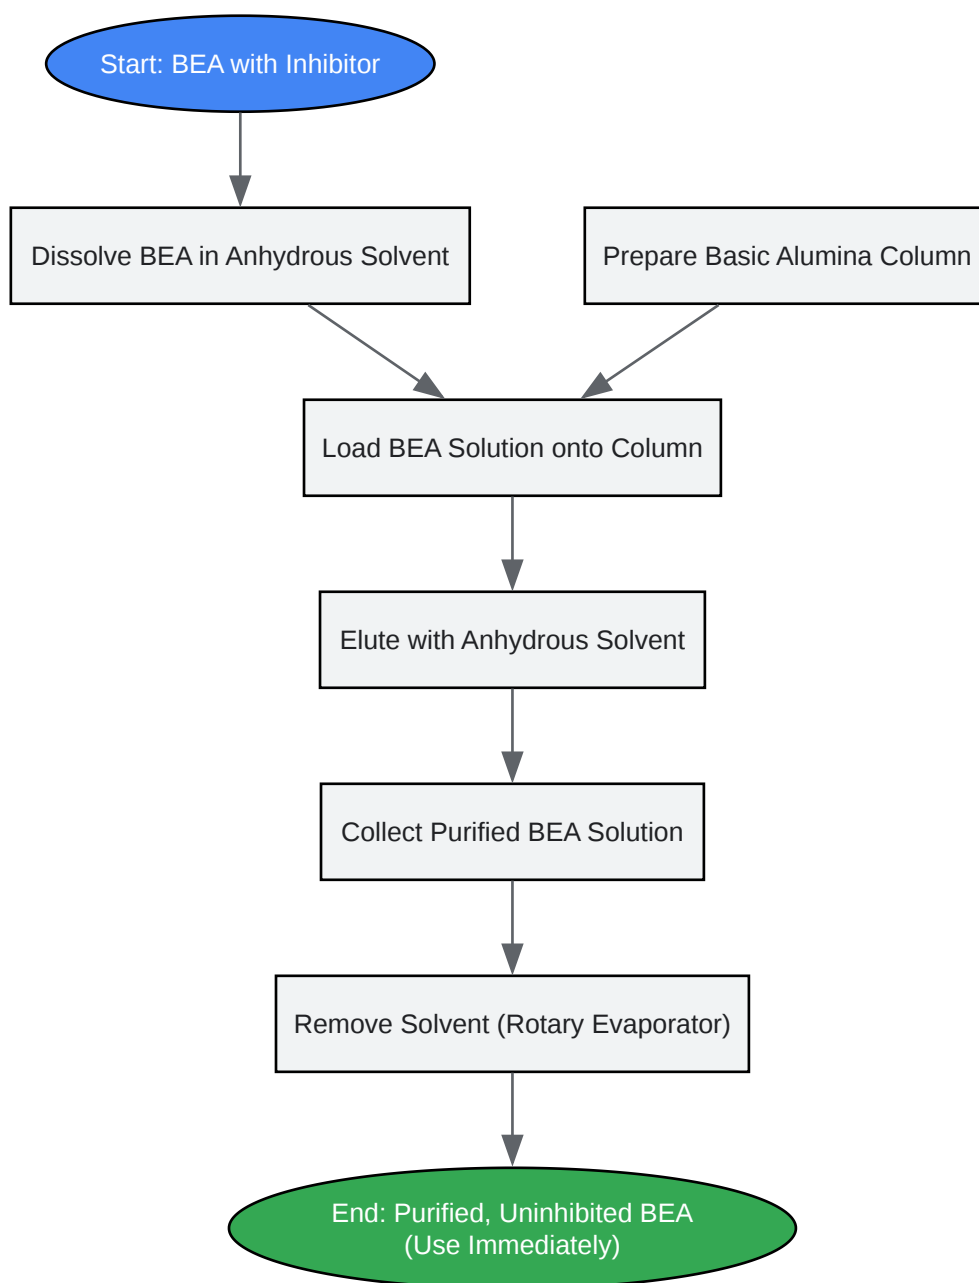 Start: BEA with Inhibitor
Dissolve BEA in Anhydrous Solvent
Prepare Basic Alumina Column
Load BEA Solution onto Column
Elute with Anhydrous Solvent
Collect Purified BEA Solution
Remove Solvent (Rotary Evaporator)
End: Purified, Uninhibited BEA
(Use Immediately)